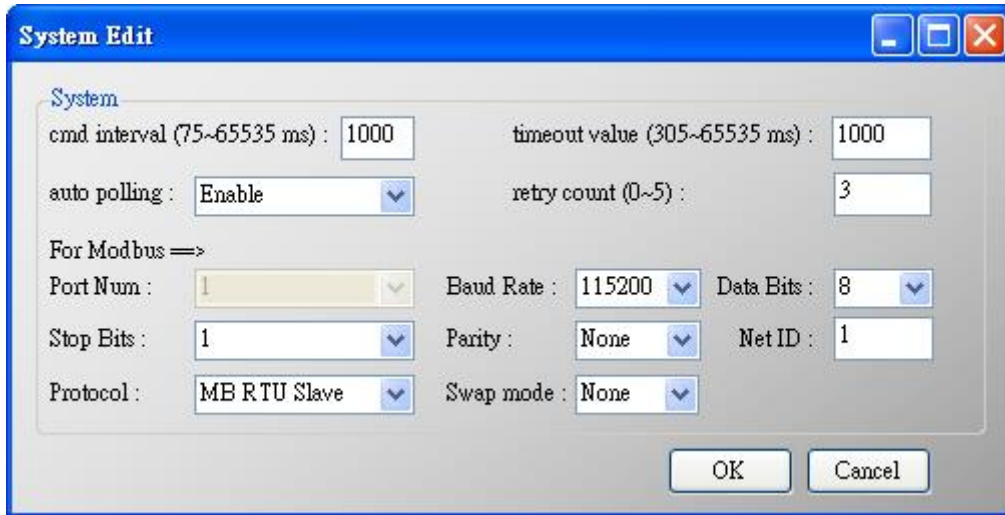 System Edit
System
cmd interval (75~65535 ms) : 1000 timeout value (305~65535 ms) : 1000
auto polling : Enable retry count (0~5) : 3
For Modbus ==>
Port Num : 1 Baud Rate : 115200 Data Bits : 8
Stop Bits : 1 Parity : None Net ID : 1
Protocol : MB RTU Slave Swap mode : None
OK Cancel